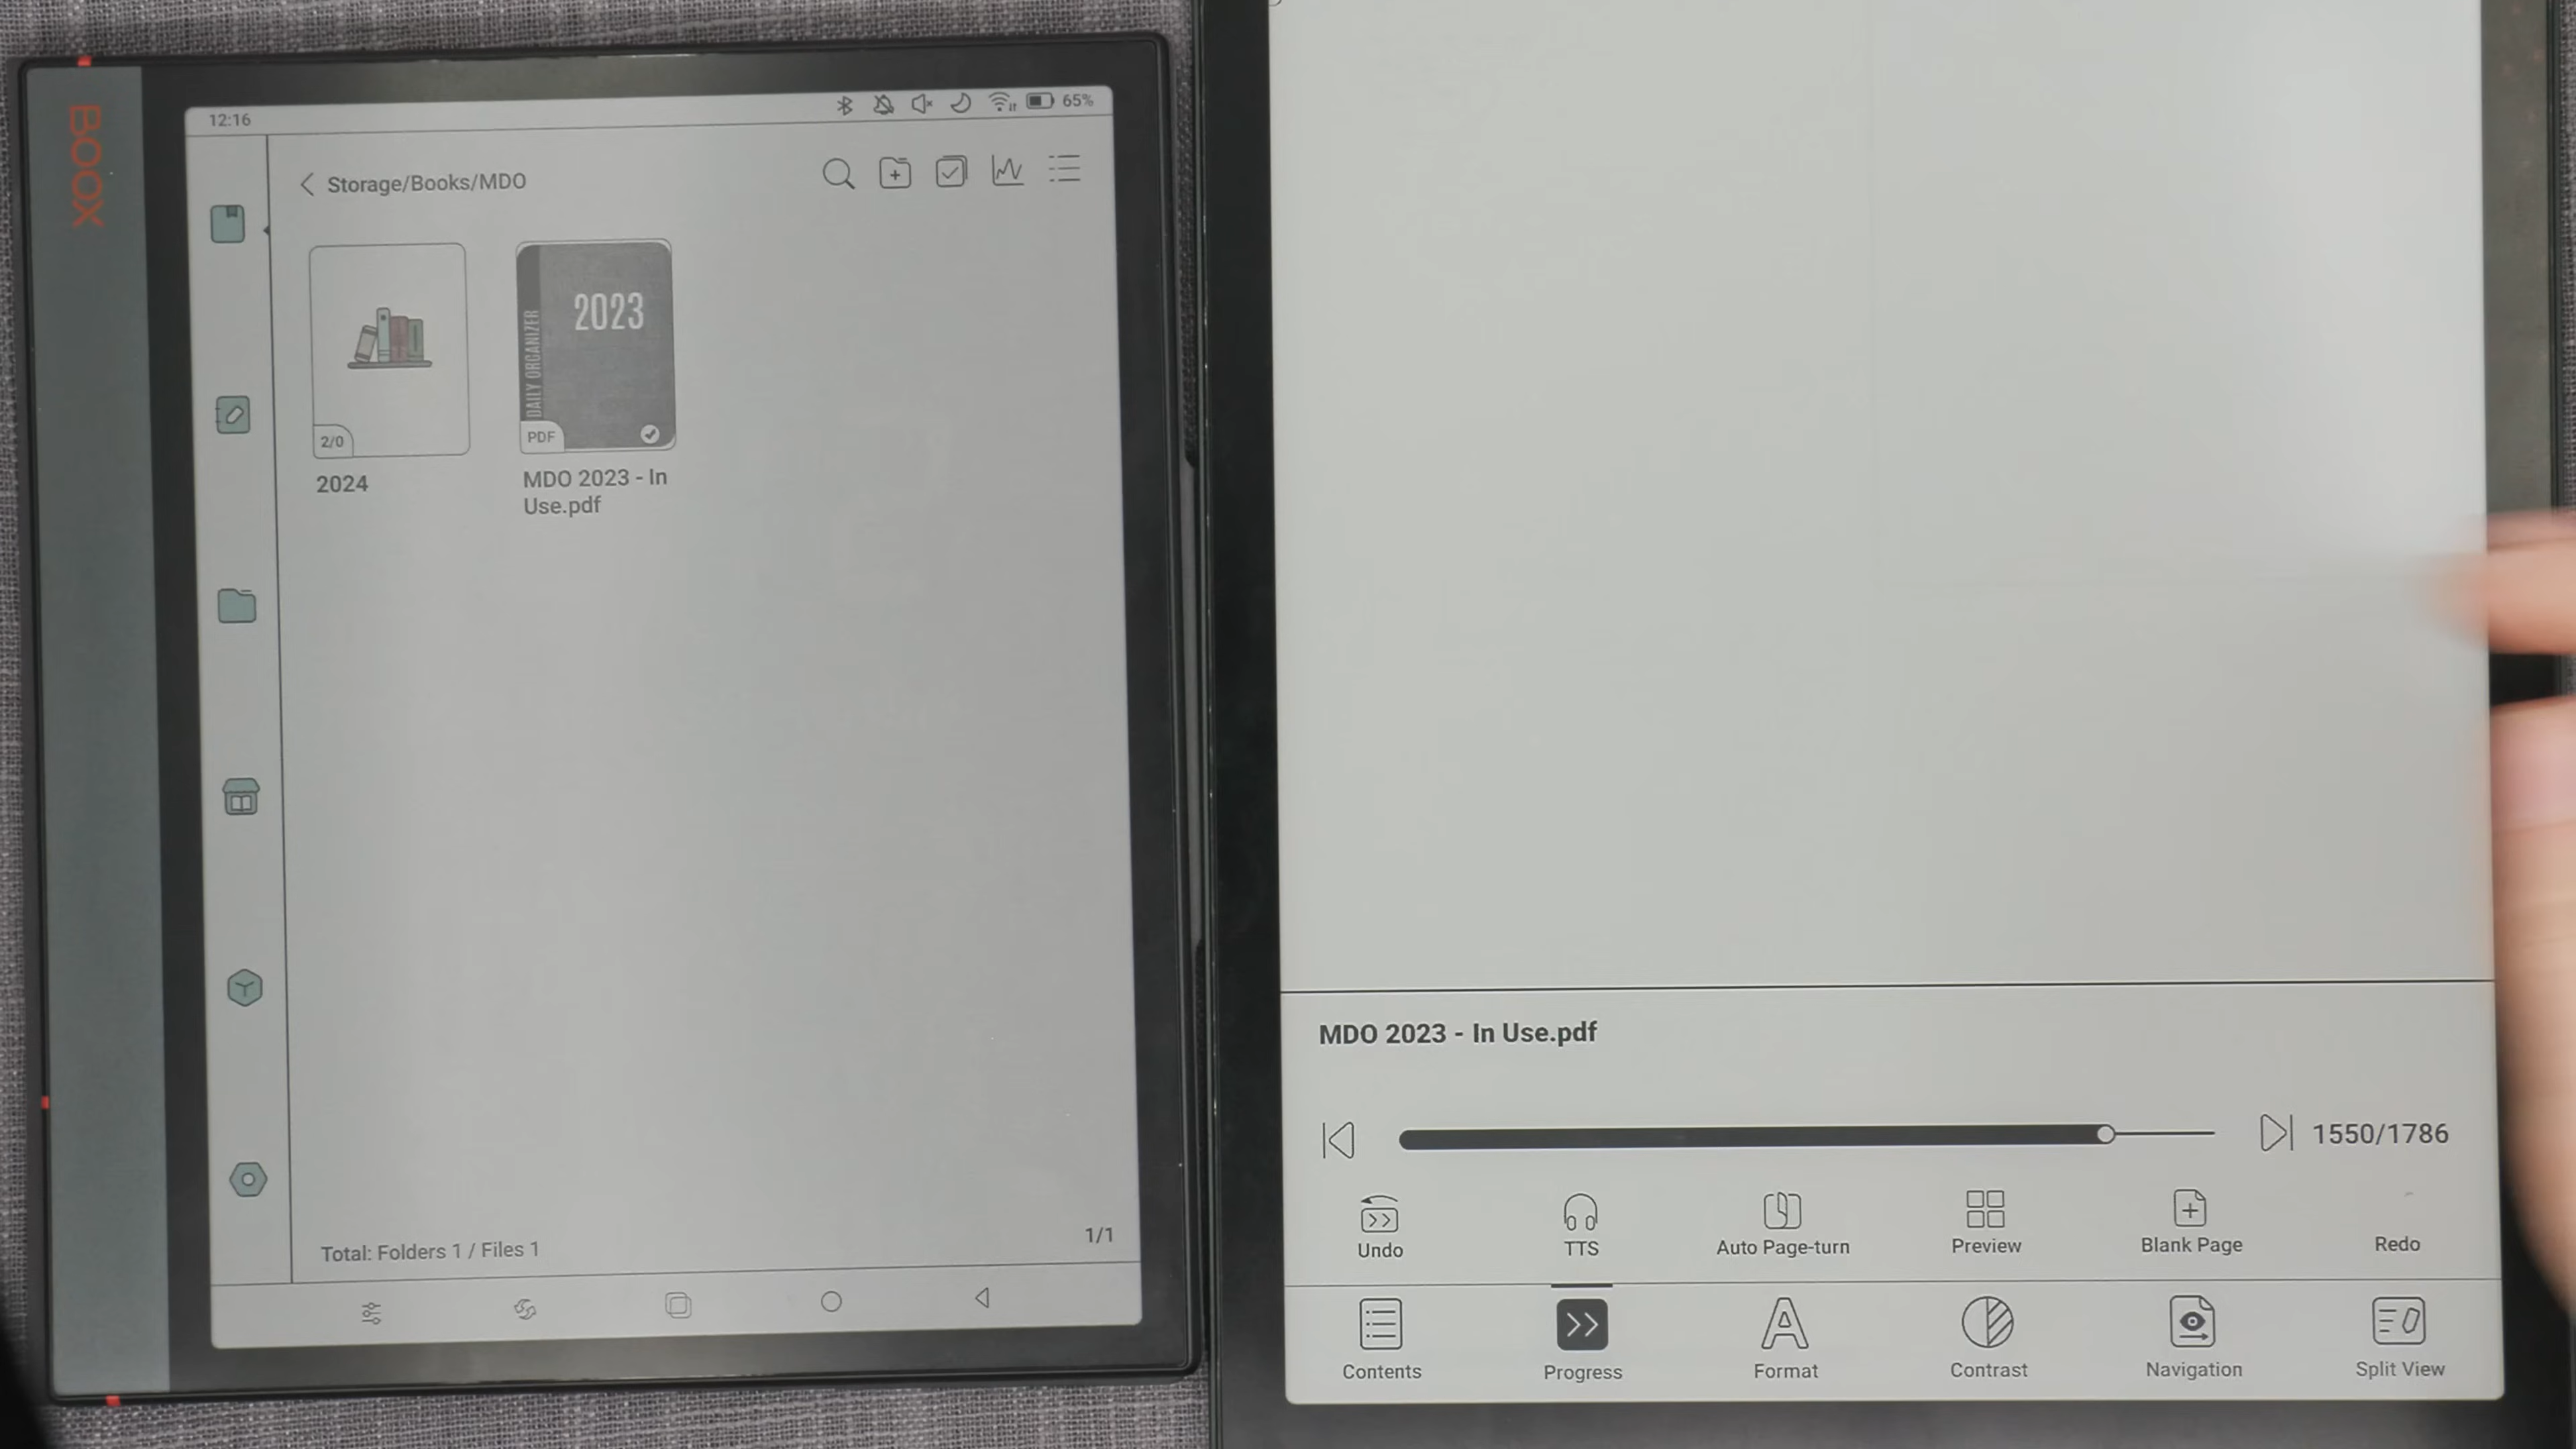 BOOX
12:16
65%
Storage/Books/MDO
2023
DAILY ORGANIZER
2/0
PDF
2024
MDO 2023 - In
Use.pdf
Total: Folders 1 / Files 1
1/1
MDO 2023 - In Use.pdf
1550/1786
Undo
TTS
Auto Page-turn
Preview
Blank Page
Redo
Contents
Progress
Format
Contrast
Navigation
Split View